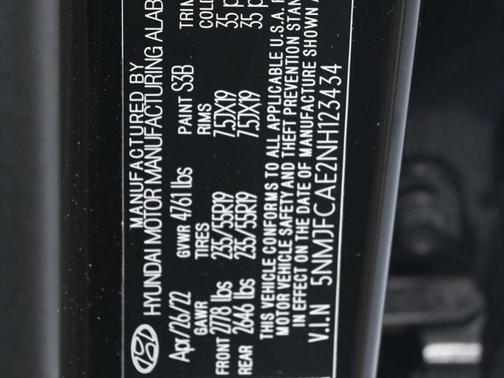 MANUFACTURED BY
HYUNDAI MOTOR MANUFACTURING ALAB
Apr/26/22 GVWR 4761 lbs PAINT S3B TRIM
GAWR TIRES RIMS COLD
FRONT 2778 lbs 235/55R19 7.5JX19 35 p
REAR 2646 lbs 235/55R19 7.5JX19 35 p
THIS VEHICLE CONFORMS TO ALL APPLICABLE U.S.A. F
MOTOR VEHICLE SAFETY AND THEFT PREVENTION STAN
IN EFFECT ON THE DATE OF MANUFACTURE SHOWN A
V.I.N 5NMJFCAE2NH123434